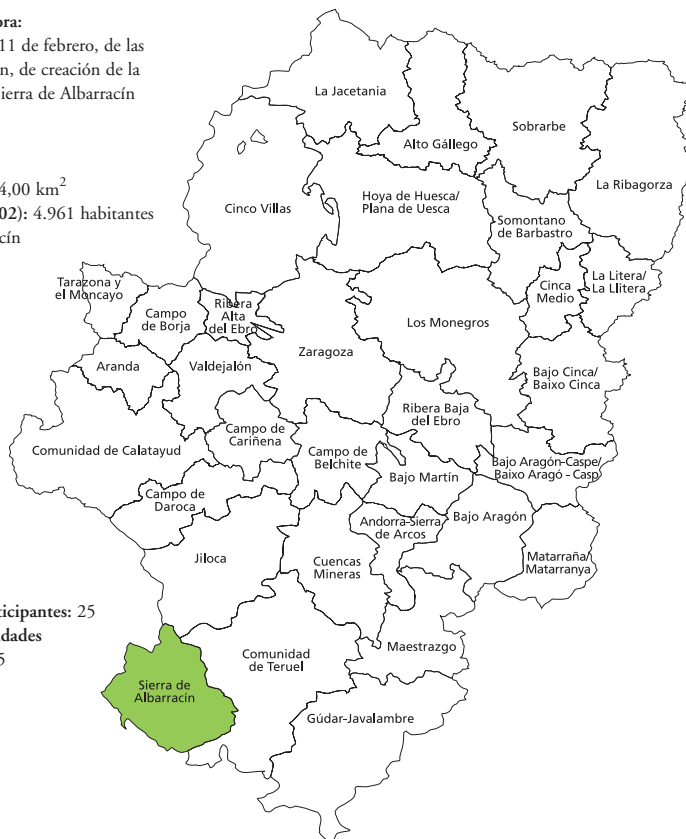 ora:
11 de febrero, de las
n, de creación de la
ierra de Albarracín
4,00 km2
02): 4.961 habitantes
cín
ticipantes: 25
idades
5
La Jacetania
Alto Gállego
Sobrarbe
La Ribagorza
Cinco Villas
Hoya de Huesca/
Plana de Uesca
Somontano
de Barbastro
Tarazona y
el Moncayo
Campo
de Borja
Ribera
Alta
del Ebro
Los Monegros
Cinca
Medio
La Litera/
La Llitera
Aranda
Valdejalón
Zaragoza
Bajo Cinca/
Baixo Cinca
Comunidad de Calatayud
Campo de
Cariñena
Ribera Baja
del Ebro
Campo de
Belchite
Bajo Martín
Bajo Aragón-Caspe/
Baixo Aragó - Casp
Campo de
Daroca
Andorra-Sierra
de Arcos
Bajo Aragón
Jiloca
Cuencas
Mineras
Matarraña/
Matarranya
Comunidad
de Teruel
Maestrazgo
Sierra de
Albarracín
Gúdar-Javalambre